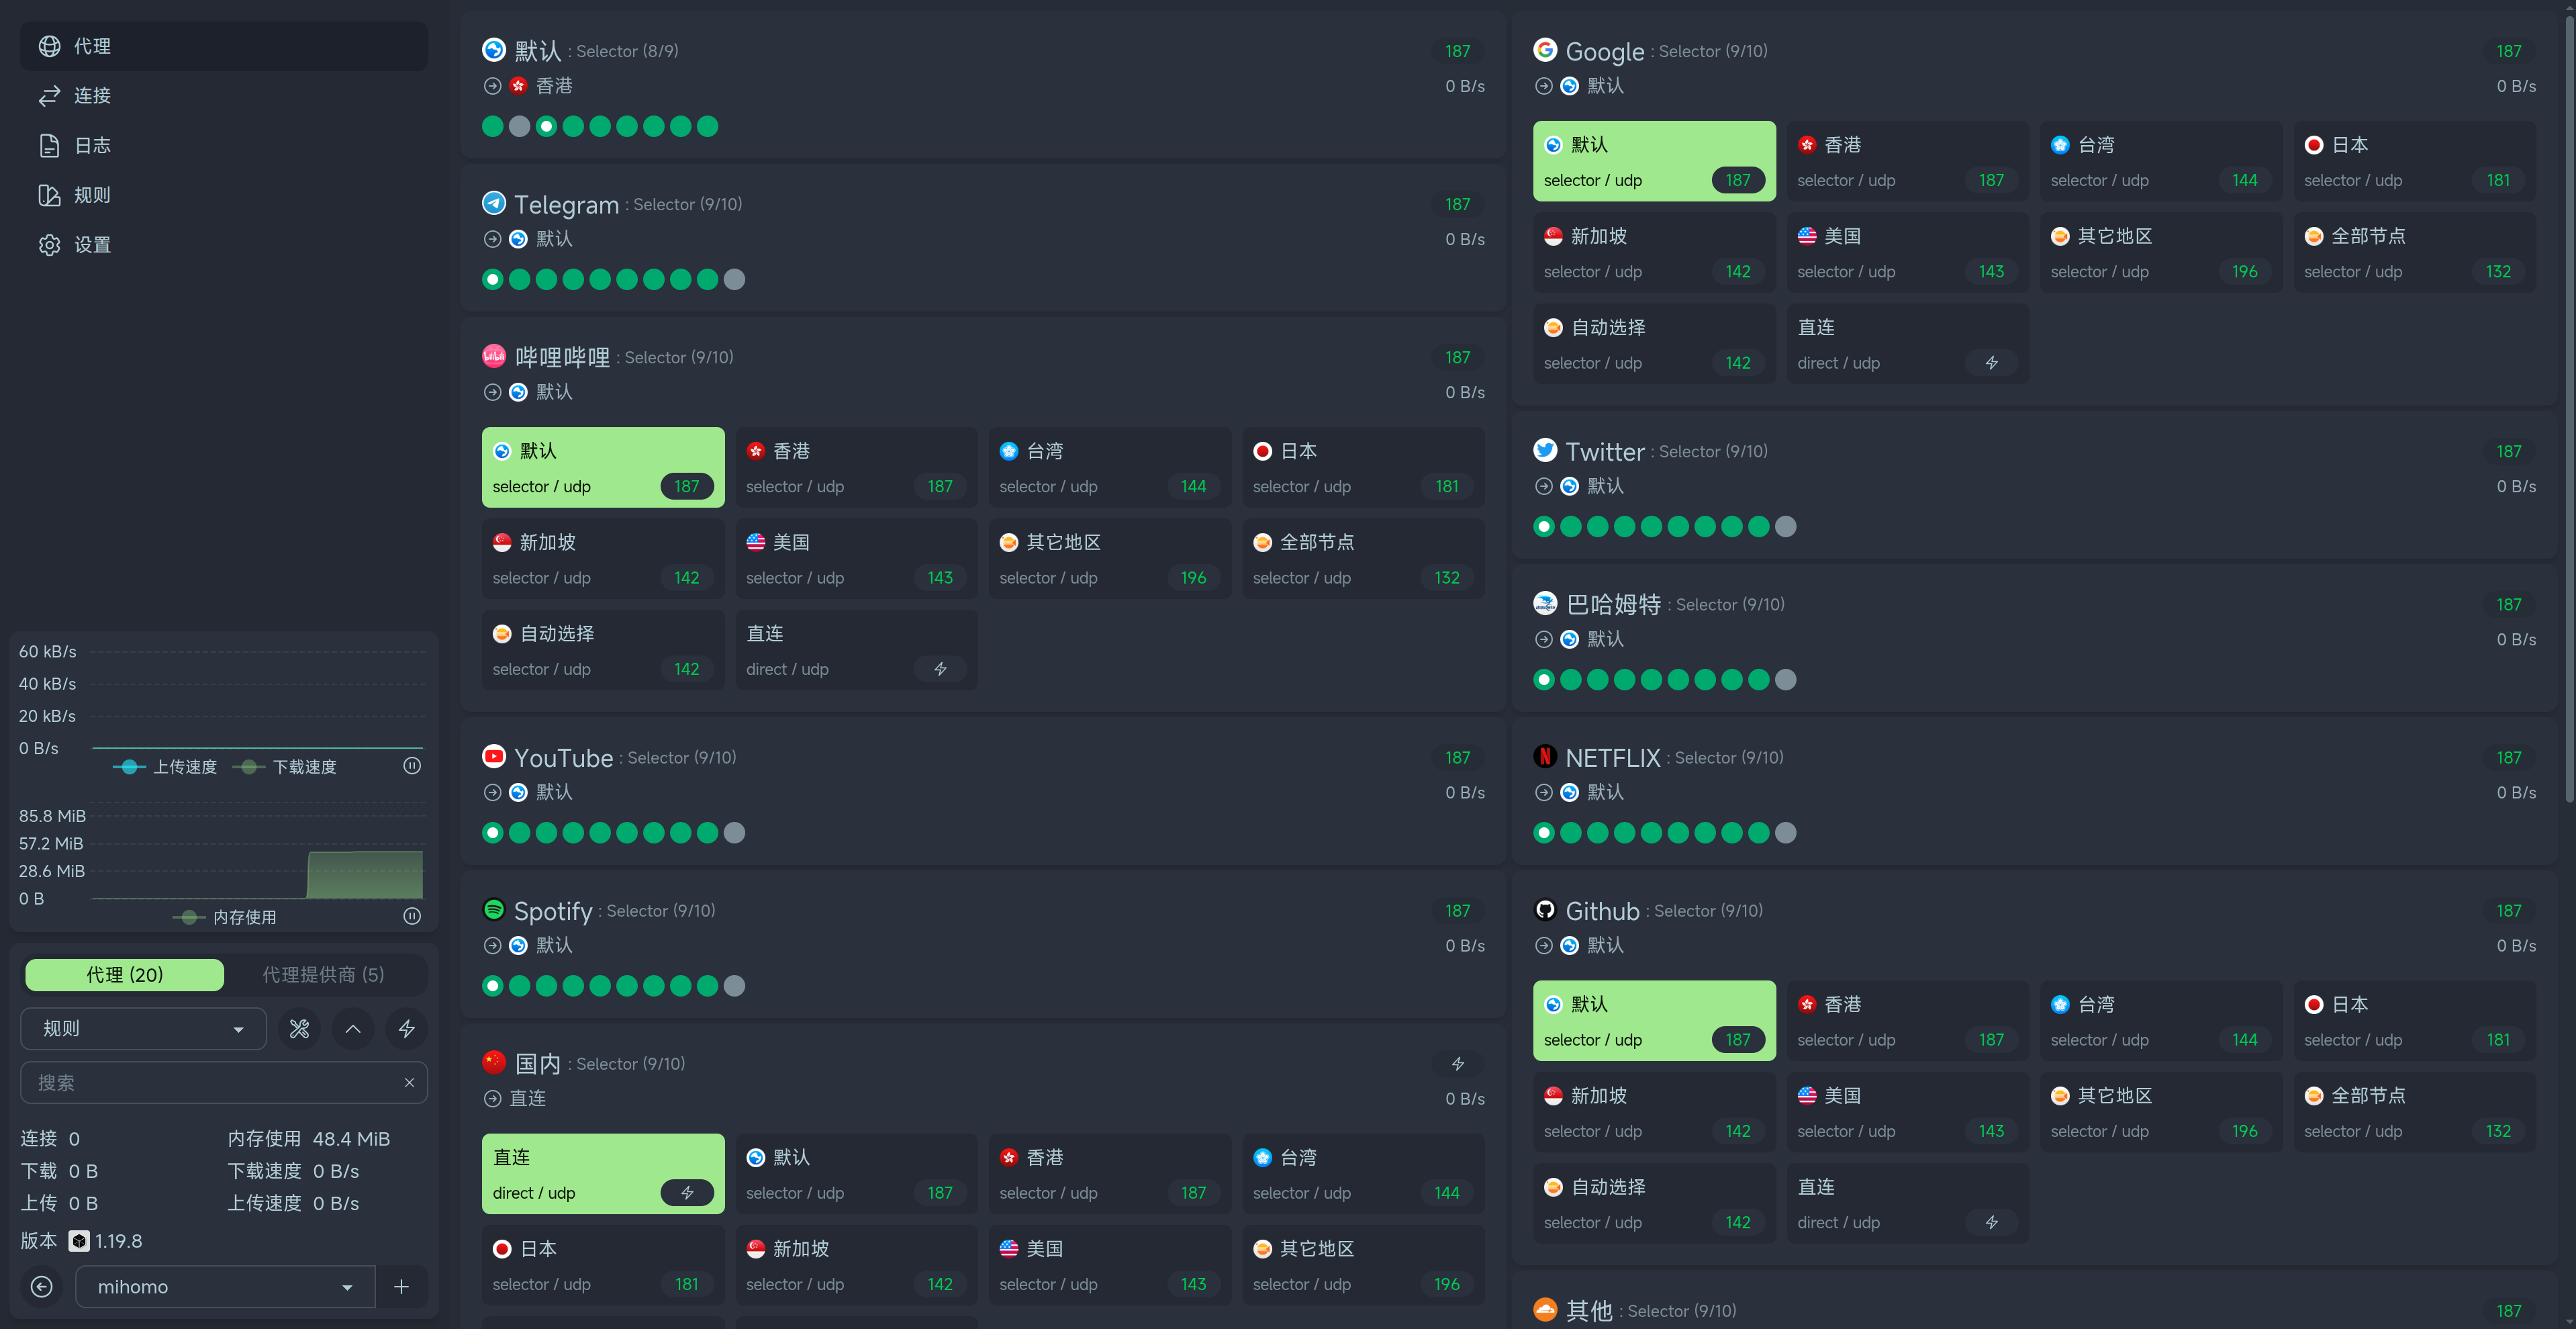 代理
连接
日志
规则
设置
60 kB/s
40 kB/s
20 kB/s
0 B/s
上传速度 下载速度
85.8 MiB
57.2 MiB
28.6 MiB
0 B
内存使用
代理 (20) 代理提供商 (5)
规则
搜索
连接 0 内存使用 48.4 MiB
下载 0 B 下载速度 0 B/s
上传 0 B 上传速度 0 B/s
版本 1.19.8
mihomo
默认 : Selector (8/9) 187
香港 0 B/s
Telegram : Selector (9/10) 187
默认 0 B/s
哔哩哔哩 : Selector (9/10) 187
默认 0 B/s
默认 香港 台湾 日本
selector / udp 187 selector / udp 187 selector / udp 144 selector / udp 181
新加坡 美国 其它地区 全部节点
selector / udp 142 selector / udp 143 selector / udp 196 selector / udp 132
自动选择 直连
selector / udp 142 direct / udp
YouTube : Selector (9/10) 187
默认 0 B/s
Spotify : Selector (9/10) 187
默认 0 B/s
国内 : Selector (9/10)
直连 0 B/s
直连 默认 香港 台湾
direct / udp selector / udp 187 selector / udp 187 selector / udp 144
日本 新加坡 美国 其它地区
selector / udp 181 selector / udp 142 selector / udp 143 selector / udp 196
Google : Selector (9/10) 187
默认 0 B/s
默认 香港 台湾 日本
selector / udp 187 selector / udp 187 selector / udp 144 selector / udp 181
新加坡 美国 其它地区 全部节点
selector / udp 142 selector / udp 143 selector / udp 196 selector / udp 132
自动选择 直连
selector / udp 142 direct / udp
Twitter : Selector (9/10) 187
默认 0 B/s
巴哈姆特 : Selector (9/10) 187
默认 0 B/s
NETFLIX : Selector (9/10) 187
默认 0 B/s
Github : Selector (9/10) 187
默认 0 B/s
默认 香港 台湾 日本
selector / udp 187 selector / udp 187 selector / udp 144 selector / udp 181
新加坡 美国 其它地区 全部节点
selector / udp 142 selector / udp 143 selector / udp 196 selector / udp 132
自动选择 直连
selector / udp 142 direct / udp
其他 : Selector (9/10) 187